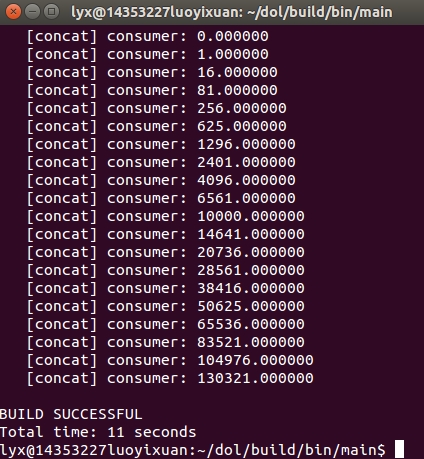 lyx@14353227luoyixuan: ~/dol/build/bin/main
[concat] consumer: 0.000000
[concat] consumer: 1.000000
[concat] consumer: 16.000000
[concat] consumer: 81.000000
[concat] consumer: 256.000000
[concat] consumer: 625.000000
[concat] consumer: 1296.000000
[concat] consumer: 2401.000000
[concat] consumer: 4096.000000
[concat] consumer: 6561.000000
[concat] consumer: 10000.000000
[concat] consumer: 14641.000000
[concat] consumer: 20736.000000
[concat] consumer: 28561.000000
[concat] consumer: 38416.000000
[concat] consumer: 50625.000000
[concat] consumer: 65536.000000
[concat] consumer: 83521.000000
[concat] consumer: 104976.000000
[concat] consumer: 130321.000000
BUILD SUCCESSFUL
Total time: 11 seconds
lyx@14353227luoyixuan:~/dol/build/bin/main$